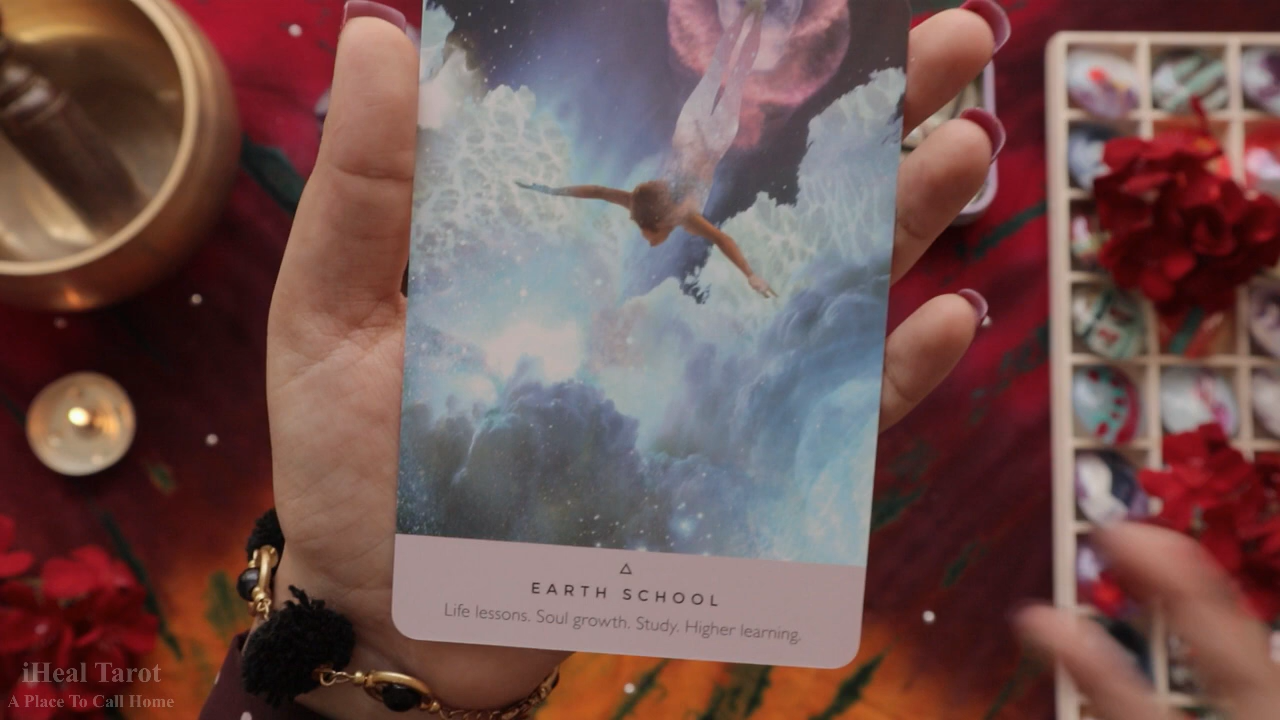 EARTH SCHOOL
Life lessons. Soul growth. Study. Higher learning.
iHeal Tarot
A Place To Call Home